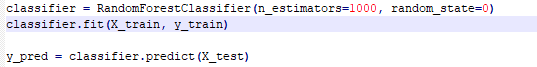 classifier = RandomForestClassifier(n_estimators=1000, random_state=0)
classifier.fit(X_train, y_train)
y_pred = classifier.predict(X_test)